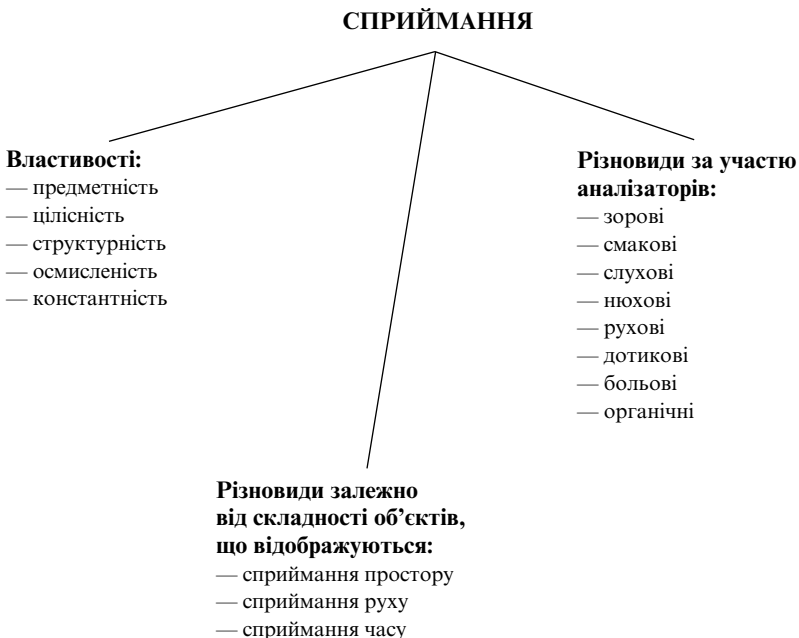 СПРИЙМАННЯ
Властивості:
— предметність
— цілісність
— структурність
— осмисленість
— константність
Різновиди за участю
аналізаторів:
— зорові
— смакові
— слухові
— нюхові
— рухові
— дотикові
— больові
— органічні
Різновиди залежно
від складності об’єктів,
що відображуються:
— сприймання простору
— сприймання руху
— сприймання часу